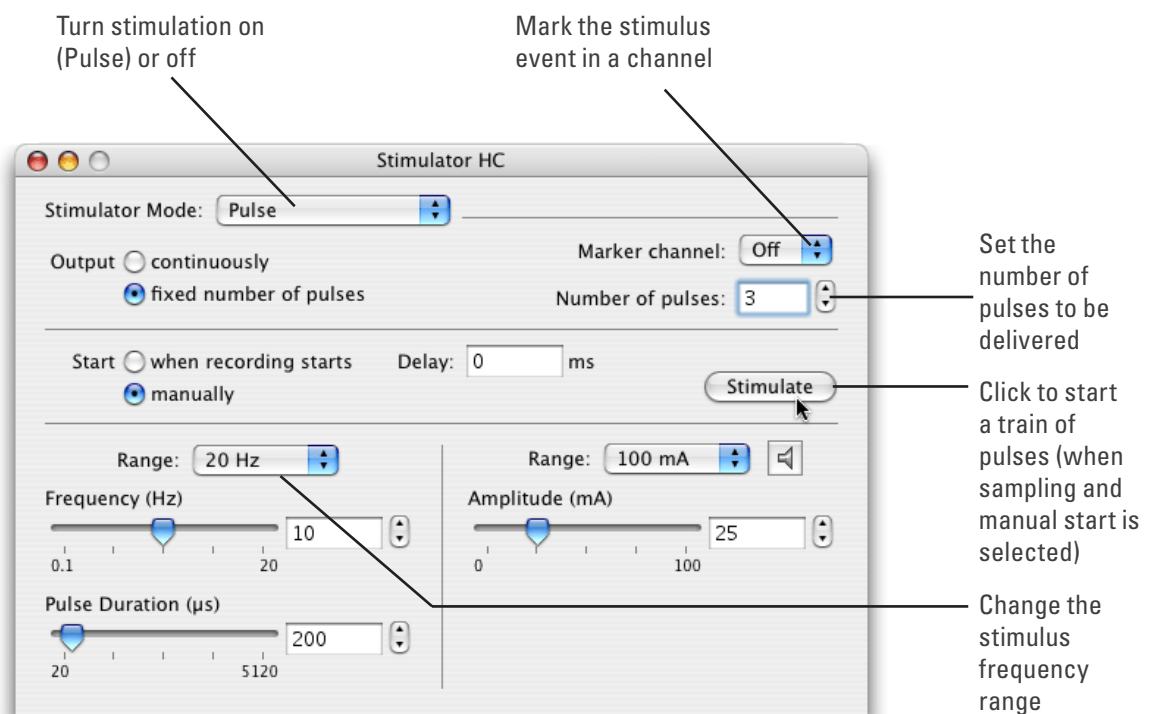 Turn stimulation on
(Pulse) or off
Mark the stimulus
event in a channel
Stimulator HC
Stimulator Mode: Pulse
Marker channel: Off
Output continuously
fixed number of pulses
Number of pulses: 3
Set the
number of
pulses to be
delivered
Start when recording starts Delay: 0 ms
manually
Stimulate
Click to start
a train of
pulses (when
sampling and
manual start is
selected)
Range: 20 Hz
Frequency (Hz)
10
0.1 20
Pulse Duration (µs)
200
20 5120
Range: 100 mA
Amplitude (mA)
25
0 100
Change the
stimulus
frequency
range